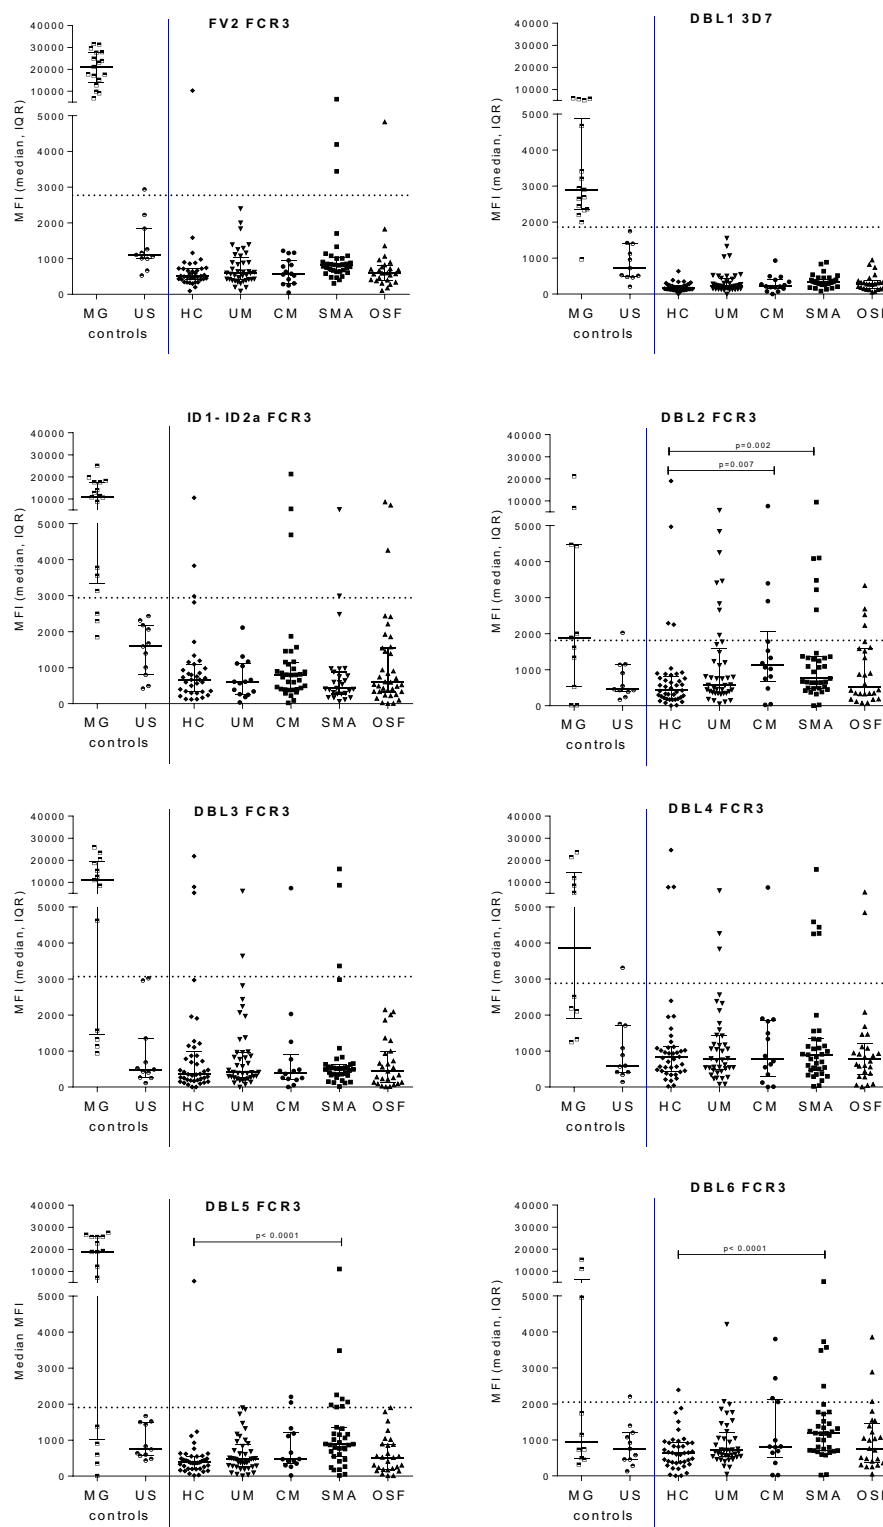 FV2 FCR3
MFI (median, IQR)
40000
30000
20000
10000
5000
4000
3000
2000
1000
0
MG US HC UM CM SMA OSF
controls
DBL1 3D7
MFI (median, IQR)
40000
30000
20000
10000
5000
4000
3000
2000
1000
0
MG US HC UM CM SMA OSF
controls
ID1- ID2a FCR3
MFI (median, IQR)
40000
30000
20000
10000
5000
4000
3000
2000
1000
0
MG US HC UM CM SMA OSF
controls
DBL2 FCR3
p=0.002
p=0.007
MFI (median, IQR)
40000
30000
20000
10000
5000
4000
3000
2000
1000
0
MG US HC UM CM SMA OSF
controls
DBL3 FCR3
MFI (median, IQR)
40000
30000
20000
10000
5000
4000
3000
2000
1000
0
MG US HC UM CM SMA OSF
controls
DBL4 FCR3
MFI (median, IQR)
40000
30000
20000
10000
5000
4000
3000
2000
1000
0
MG US HC UM CM SMA OSF
controls
DBL5 FCR3
p< 0.0001
Median MFI
40000
30000
20000
10000
5000
4000
3000
2000
1000
0
MG US HC UM CM SMA OSF
controls
DBL6 FCR3
p< 0.0001
MFI (median, IQR)
40000
30000
20000
10000
5000
4000
3000
2000
1000
0
MG US HC UM CM SMA OSF
controls